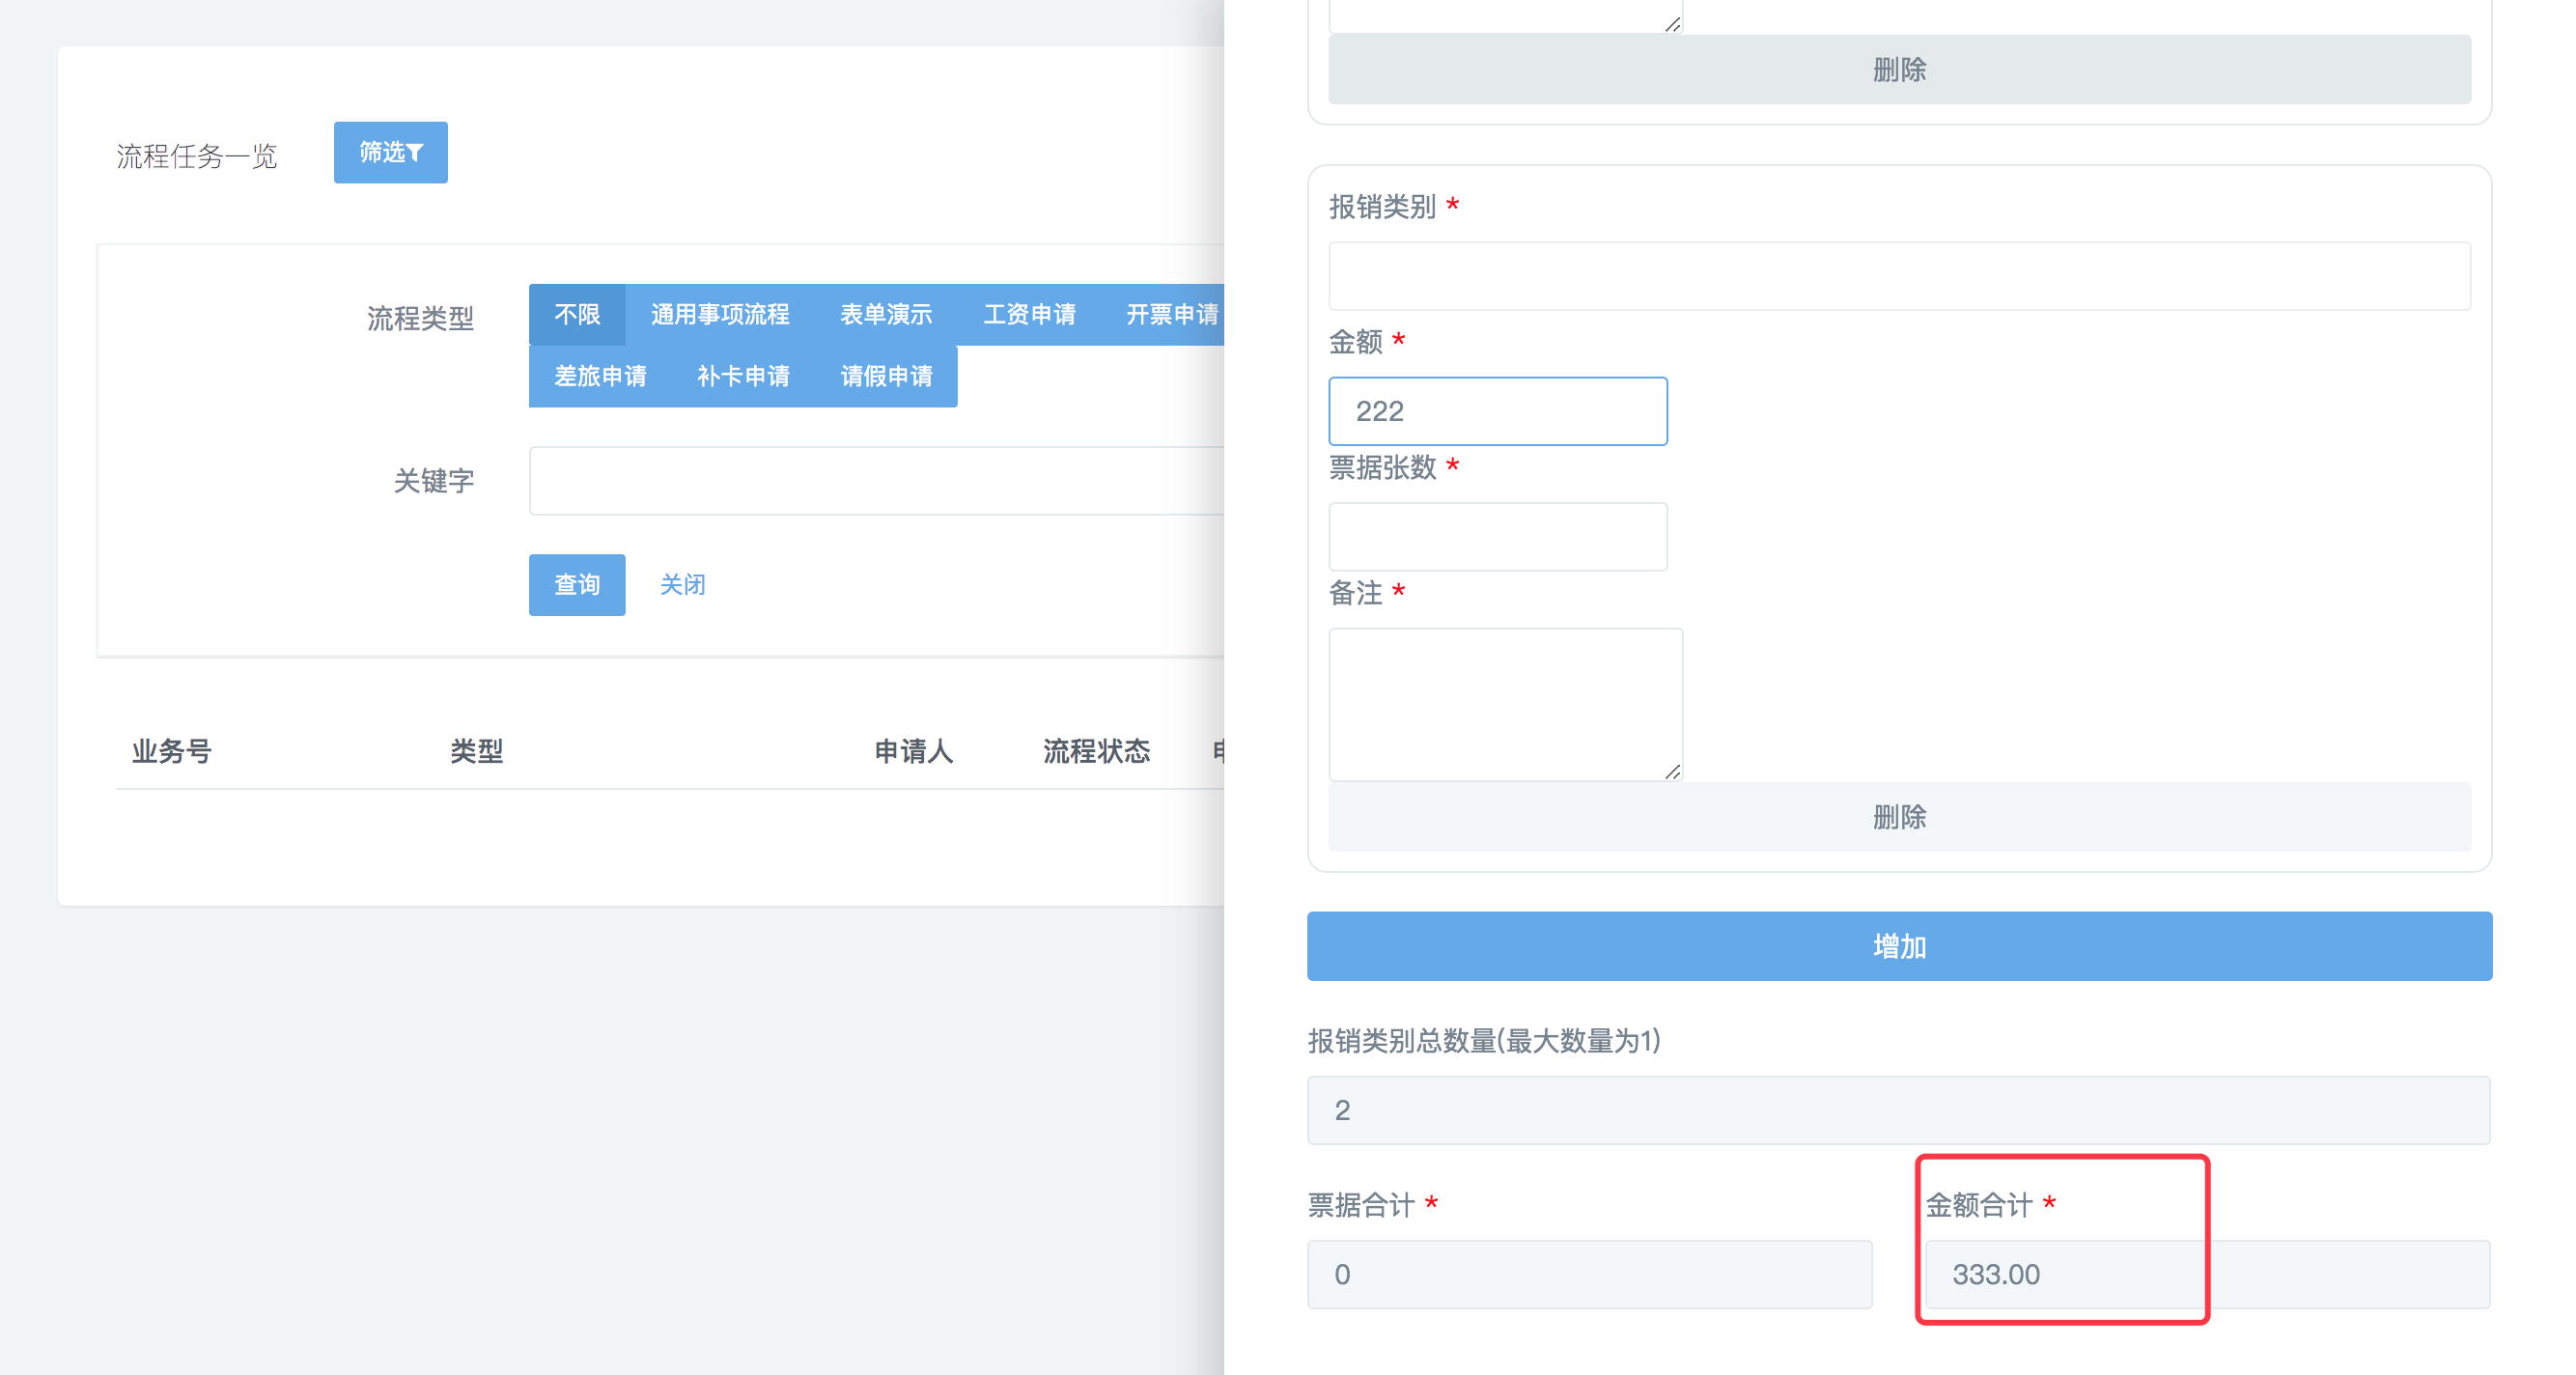 流程任务一览
筛选
流程类型
不限 通用事项流程 表单演示 工资申请 开票申请
差旅申请 补卡申请 请假申请
关键字
查询 关闭
业务号 类型 申请人 流程状态
删除
报销类别 *
金额 *
222
票据张数 *
备注 *
删除
增加
报销类别总数量(最大数量为1)
2
票据合计 * 金额合计 *
0 333.00